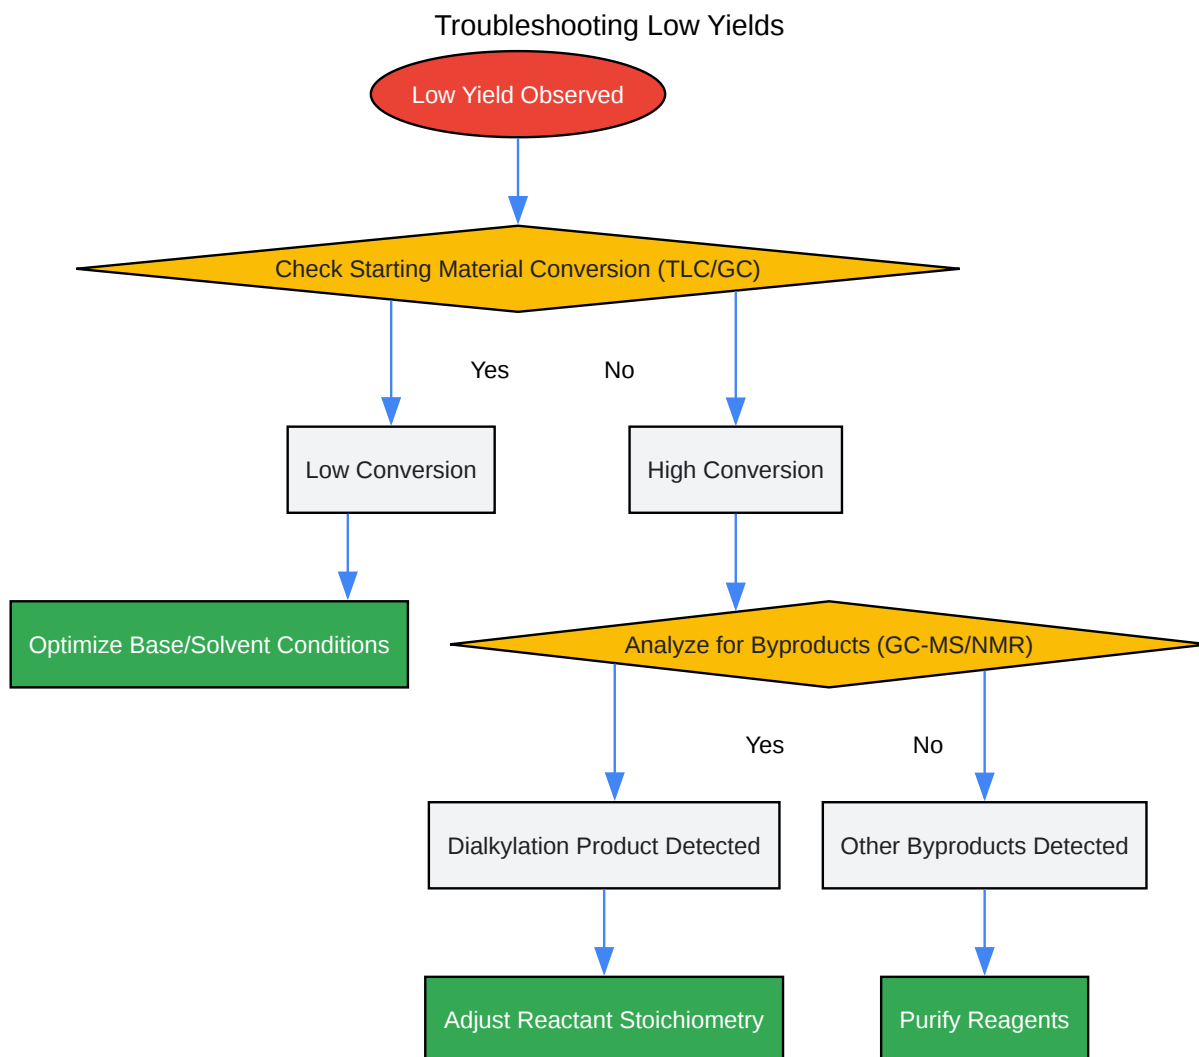 Troubleshooting Low Yields
Low Yield Observed
Check Starting Material Conversion (TLC/GC)
Yes
No
Low Conversion
High Conversion
Optimize Base/Solvent Conditions
Analyze for Byproducts (GC-MS/NMR)
Yes
No
Dialkylation Product Detected
Other Byproducts Detected
Adjust Reactant Stoichiometry
Purify Reagents